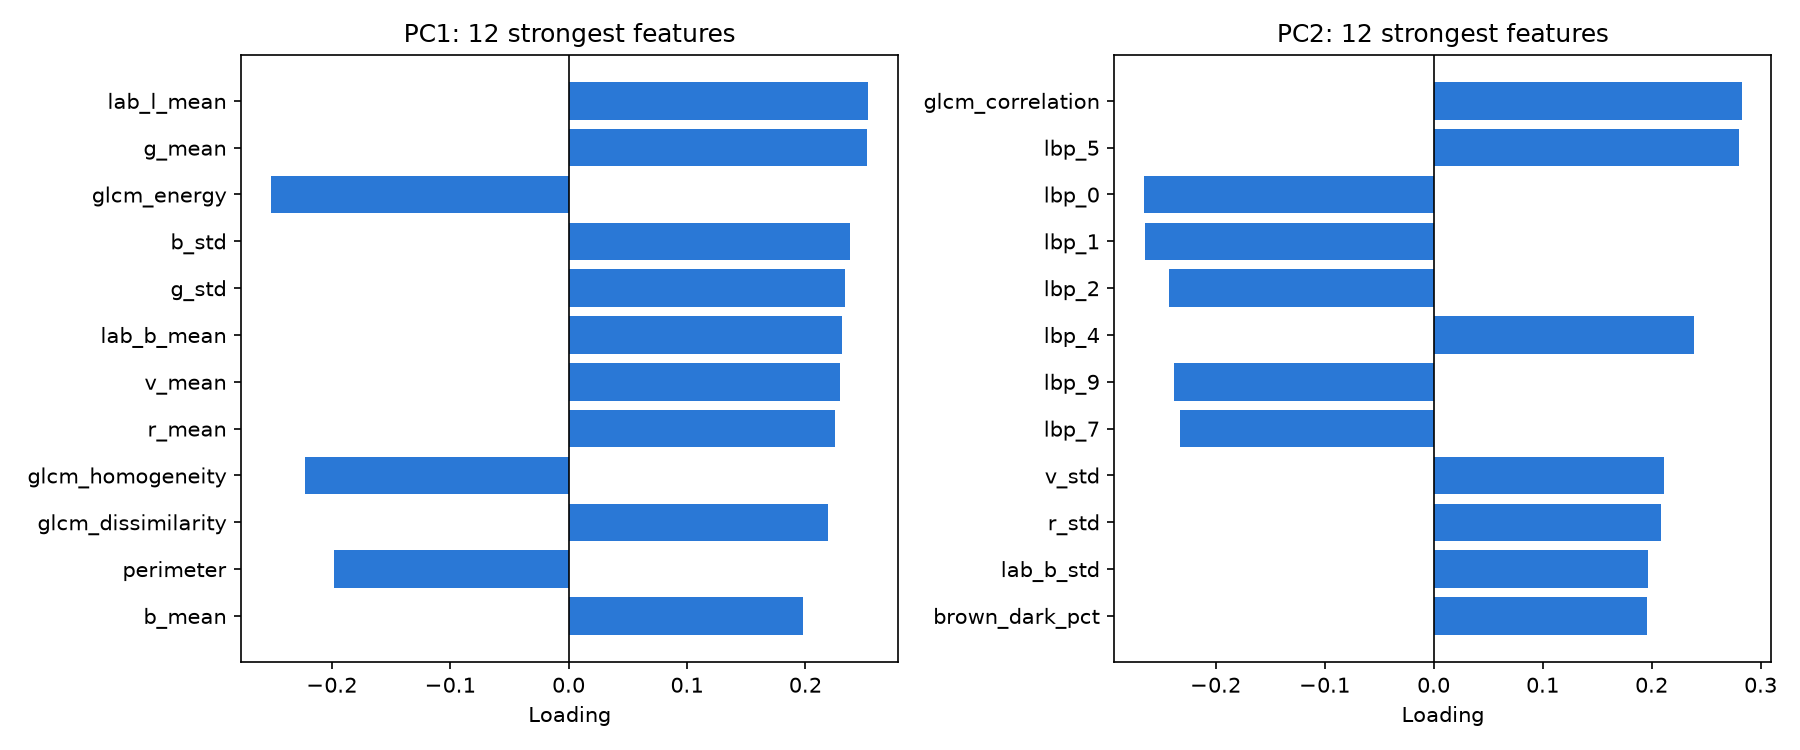 PC1: 12 strongest features
lab_l_mean
g_mean
glcm_energy
b_std
g_std
lab_b_mean
v_mean
r_mean
glcm_homogeneity
glcm_dissimilarity
perimeter
b_mean
−0.2 −0.1 0.0 0.1 0.2
Loading
PC2: 12 strongest features
glcm_correlation
lbp_5
lbp_0
lbp_1
lbp_2
lbp_4
lbp_9
lbp_7
v_std
r_std
lab_b_std
brown_dark_pct
−0.2 −0.1 0.0 0.1 0.2 0.3
Loading